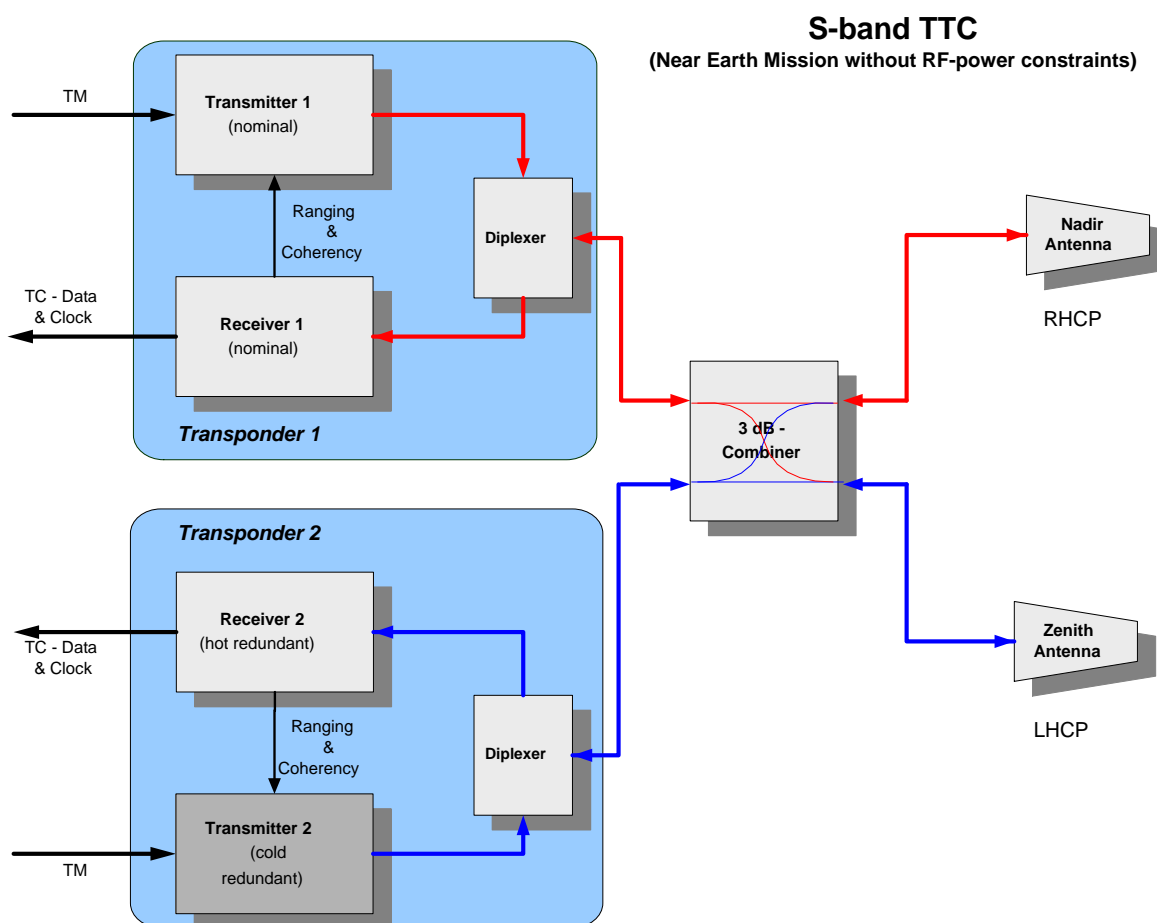 S-band TTC
(Near Earth Mission without RF-power constraints)
TM
Transmitter 1
(nominal)
Ranging
&
Coherency
Diplexer
TC - Data
& Clock
Receiver 1
(nominal)
Transponder 1
Nadir
Antenna
RHCP
3 dB -
Combiner
Transponder 2
Receiver 2
(hot redundant)
TC - Data
& Clock
Ranging
&
Coherency
Diplexer
Zenith
Antenna
LHCP
Transmitter 2
(cold
redundant)
TM